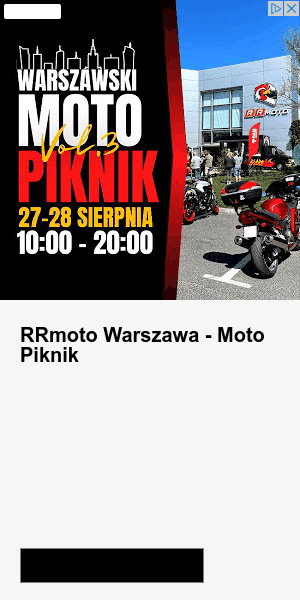 WARSZAWSKI
MOTO
Vol.3
PIKNIK
27-28 SIERPNIA
10:00 - 20:00
RRMOTO
RRmoto Warszawa - Moto
Piknik